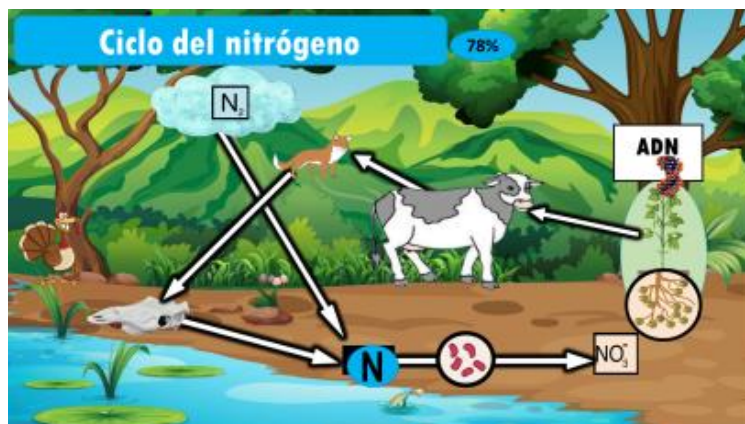 Ciclo del nitrógeno
78%
N₂
ADN
N
NO₃⁻